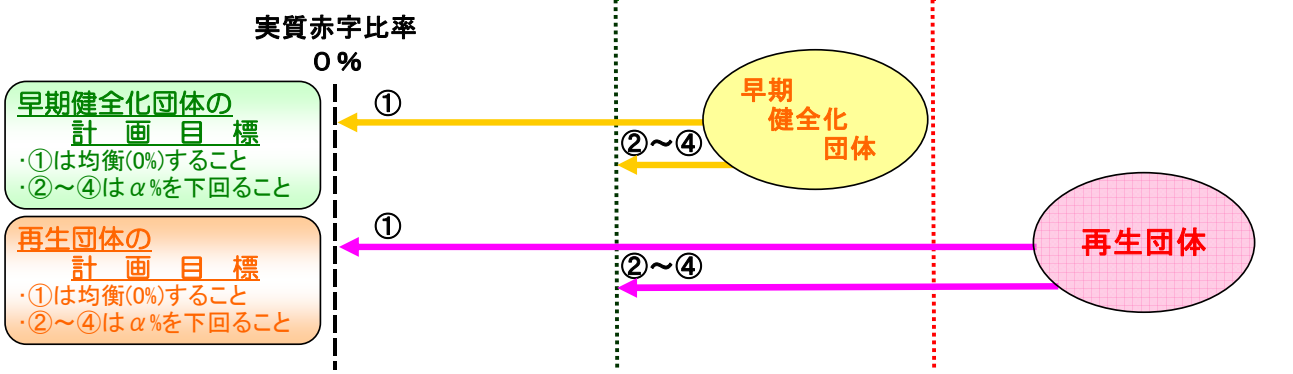 実質赤字比率
０％
早期健全化団体の
計　画　目　標
・①は均衡(0%)すること
・②～④はα%を下回ること
①
②～④
早期
健全化
団体
再生団体の
計　画　目　標
・①は均衡(0%)すること
・②～④はα%を下回ること
①
②～④
再生団体